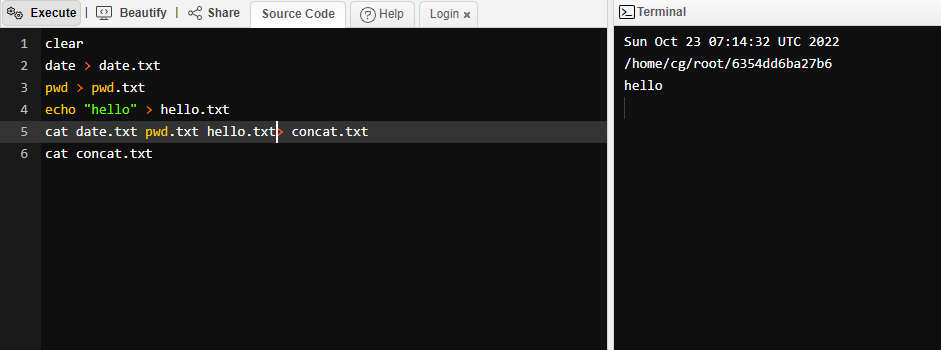 Execute | Beautify | Share Source Code Help Login ×
1 clear
2 date > date.txt
3 pwd > pwd.txt
4 echo "hello" > hello.txt
5 cat date.txt pwd.txt hello.txt> concat.txt
6 cat concat.txt
Terminal
Sun Oct 23 07:14:32 UTC 2022
/home/cg/root/6354dd6ba27b6
hello